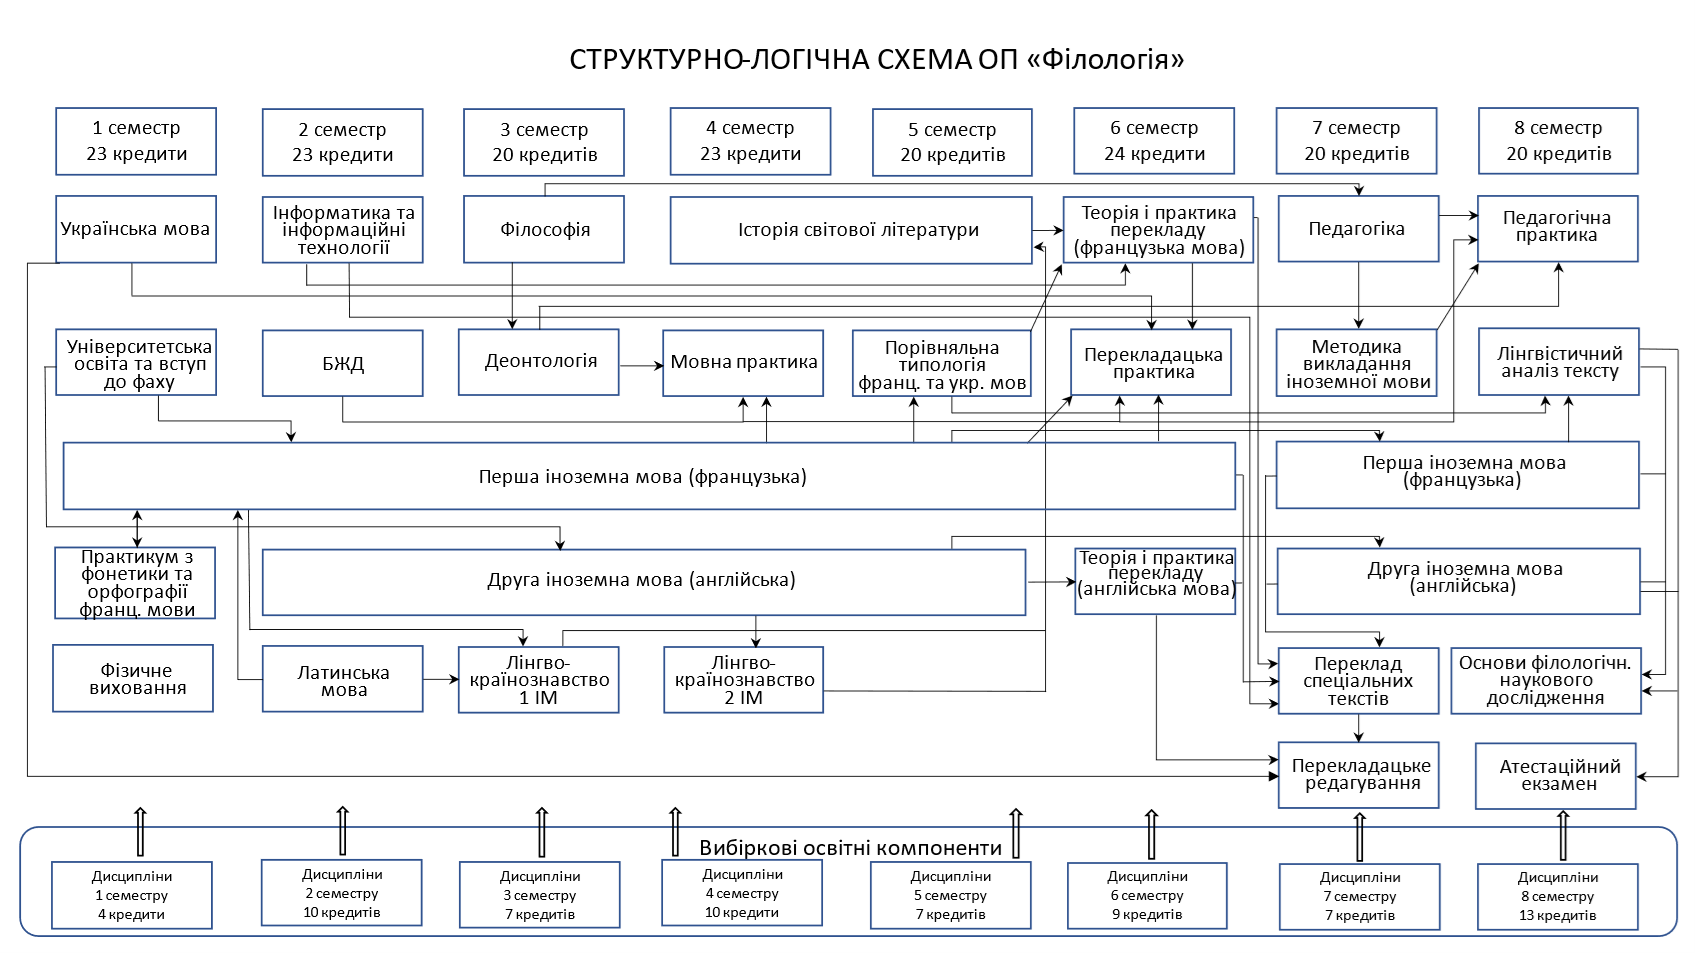 СТРУКТУРНО-ЛОГІЧНА СХЕМА ОП «Філологія»
1 семестр
23 кредити
2 семестр
23 кредити
3 семестр
20 кредитів
4 семестр
23 кредити
5 семестр
20 кредитів
6 семестр
24 кредити
7 семестр
20 кредитів
8 семестр
20 кредитів
Українська мова
Інформатика та
інформаційні
технології
Філософія
Історія світової літератури
Теорія і практика
перекладу
(французька мова)
Педагогіка
Педагогічна
практика
Університетська
освіта та вступ
до фаху
БЖД
Деонтологія
Мовна практика
Порівняльна
типологія
франц. та укр. мов
Перекладацька
практика
Методика
викладання
іноземної мови
Лінгвістичний
аналіз тексту
Перша іноземна мова (французька)
Перша іноземна мова
(французька)
Практикум з
фонетики та
орфографії
франц. мови
Друга іноземна мова (англійська)
Теорія і практика
перекладу
(англійська мова)
Друга іноземна мова
(англійська)
Фізичне
виховання
Латинська
мова
Лінгво-
країнознавство
1 ІМ
Лінгво-
країнознавство
2 ІМ
Переклад
спеціальних
текстів
Основи філологічн.
наукового
дослідження
Перекладацьке
редагування
Атестаційний
екзамен
Вибіркові освітні компоненти
Дисципліни
1 семестру
4 кредити
Дисципліни
2 семестру
10 кредитів
Дисципліни
3 семестру
7 кредитів
Дисципліни
4 семестру
10 кредити
Дисципліни
5 семестру
7 кредитів
Дисципліни
6 семестру
9 кредитів
Дисципліни
7 семестру
7 кредитів
Дисципліни
8 семестру
13 кредитів